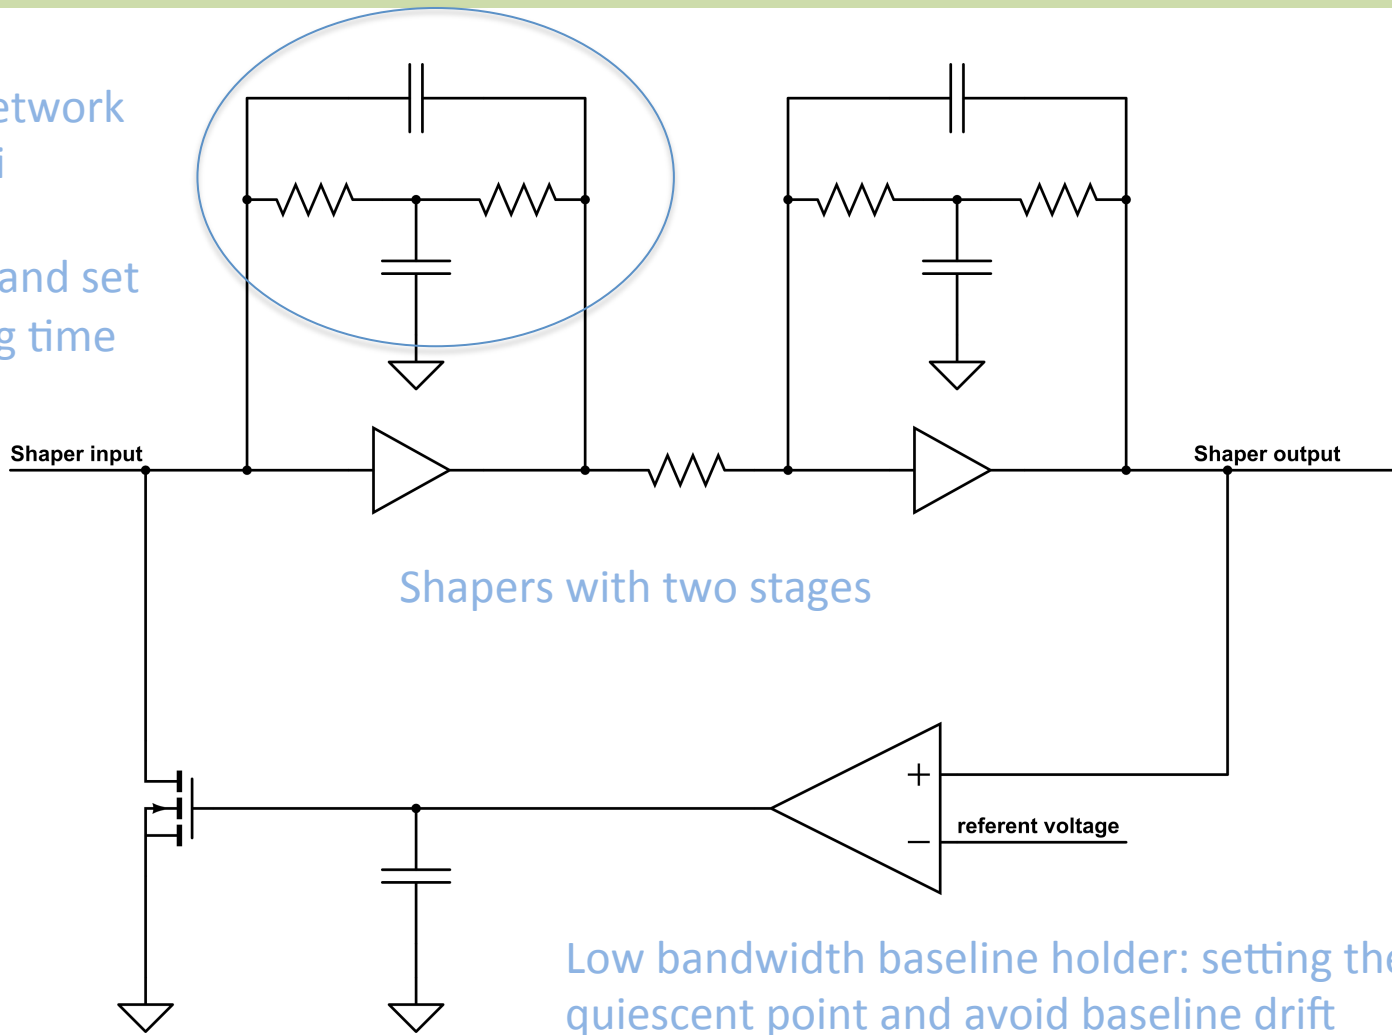 etwork
i
and set
g time
Shaper input
Shaper output
Shapers with two stages
+
referent voltage
−
Low bandwidth baseline holder: setting the
quiescent point and avoid baseline drift